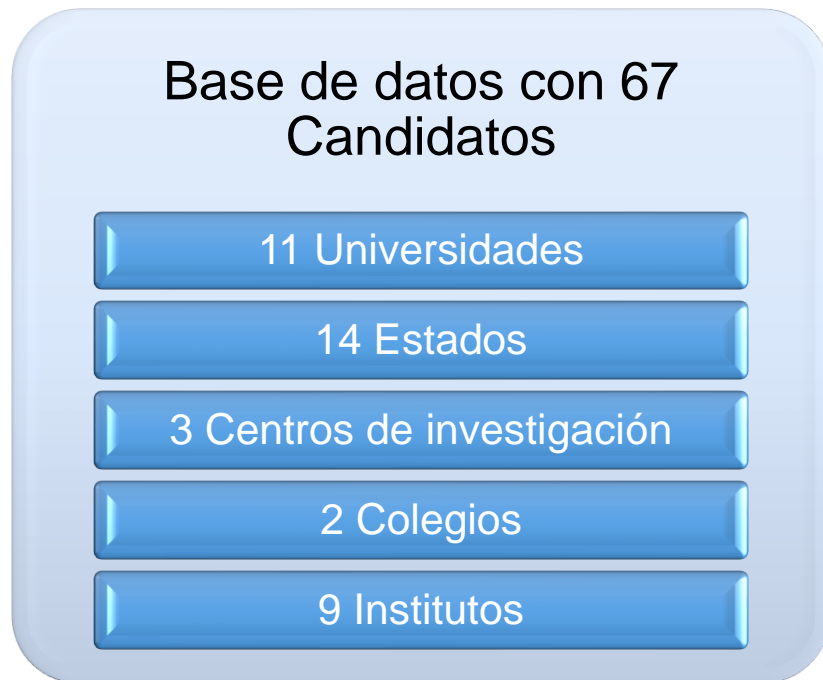 Base de datos con 67
Candidatos
11 Universidades
14 Estados
3 Centros de investigación
2 Colegios
9 Institutos